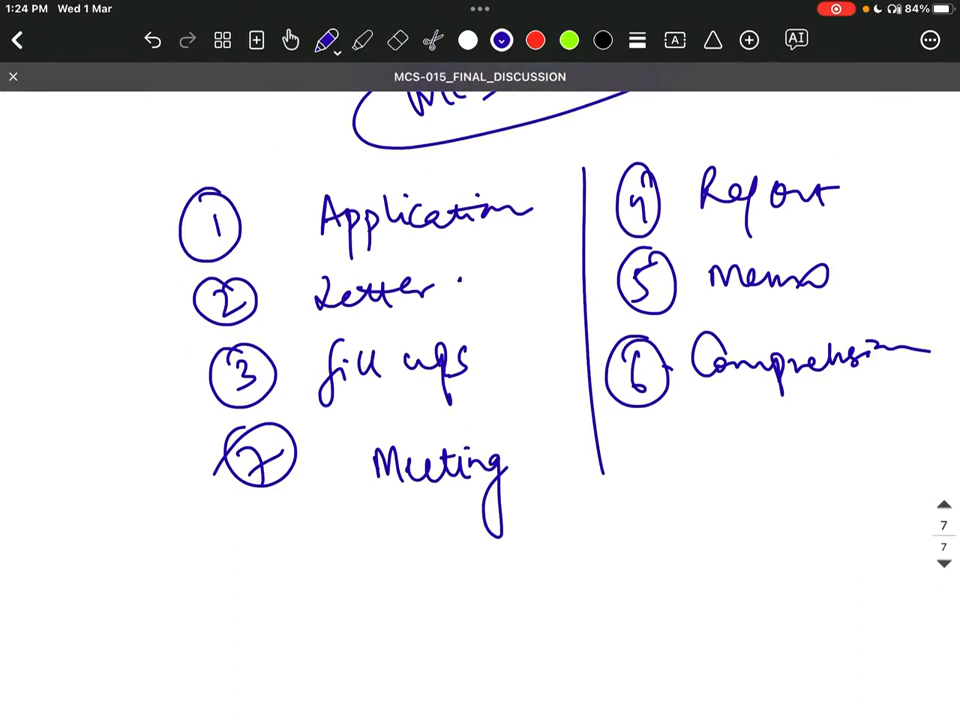 1:24 PM Wed 1 Mar
84%
A
AI
MCS-015_FINAL_DISCUSSION
1 Application
2 Letter
3 fill ups
7 Meeting
4 Report
5 Memo
6 Comprehension
7
7